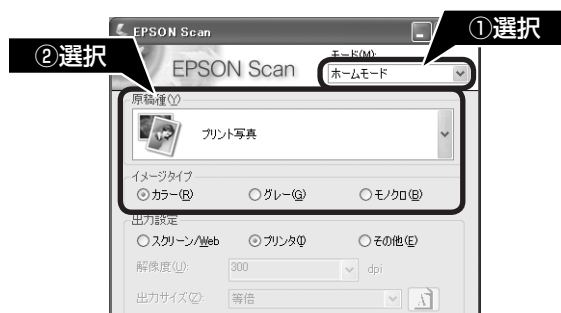 EPSON Scan
①選択
②選択
EPSON Scan
モード(M):
ホームモード
原稿種(Y)
プリント写真
イメージタイプ
カラー(R) グレー(G) モノクロ(B)
出力設定
スクリーン/Web プリンタ(I) その他(E)
解像度(U): 300 dpi
出力サイズ(Z): 等倍